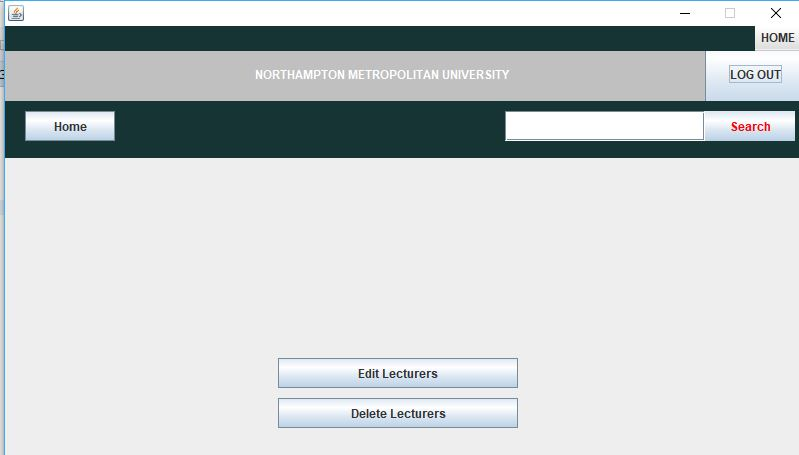 HOME
NORTHAMPTON METROPOLITAN UNIVERSITY
LOG OUT
Home
Search
Edit Lecturers
Delete Lecturers